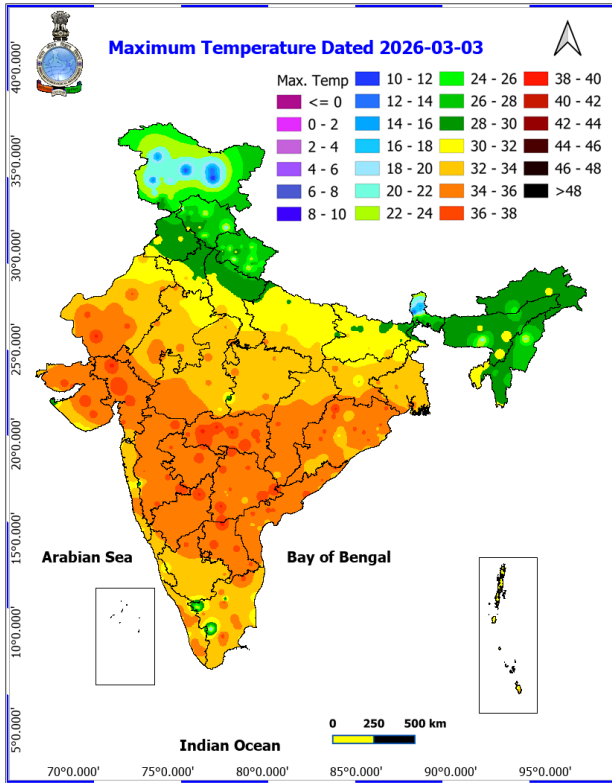 Maximum Temperature Dated 2026-03-03
Max. Temp
<= 0
0 - 2
2 - 4
4 - 6
6 - 8
8 - 10
10 - 12
12 - 14
14 - 16
16 - 18
18 - 20
20 - 22
22 - 24
24 - 26
26 - 28
28 - 30
30 - 32
32 - 34
34 - 36
36 - 38
38 - 40
40 - 42
42 - 44
44 - 46
46 - 48
>48
40°0.000'
35°0.000'
30°0.000'
25°0.000'
20°0.000'
15°0.000'
10°0.000'
5°0.000'
Arabian Sea
Bay of Bengal
0 250 500 km
Indian Ocean
70°0.000' 75°0.000' 80°0.000' 85°0.000' 90°0.000' 95°0.000'